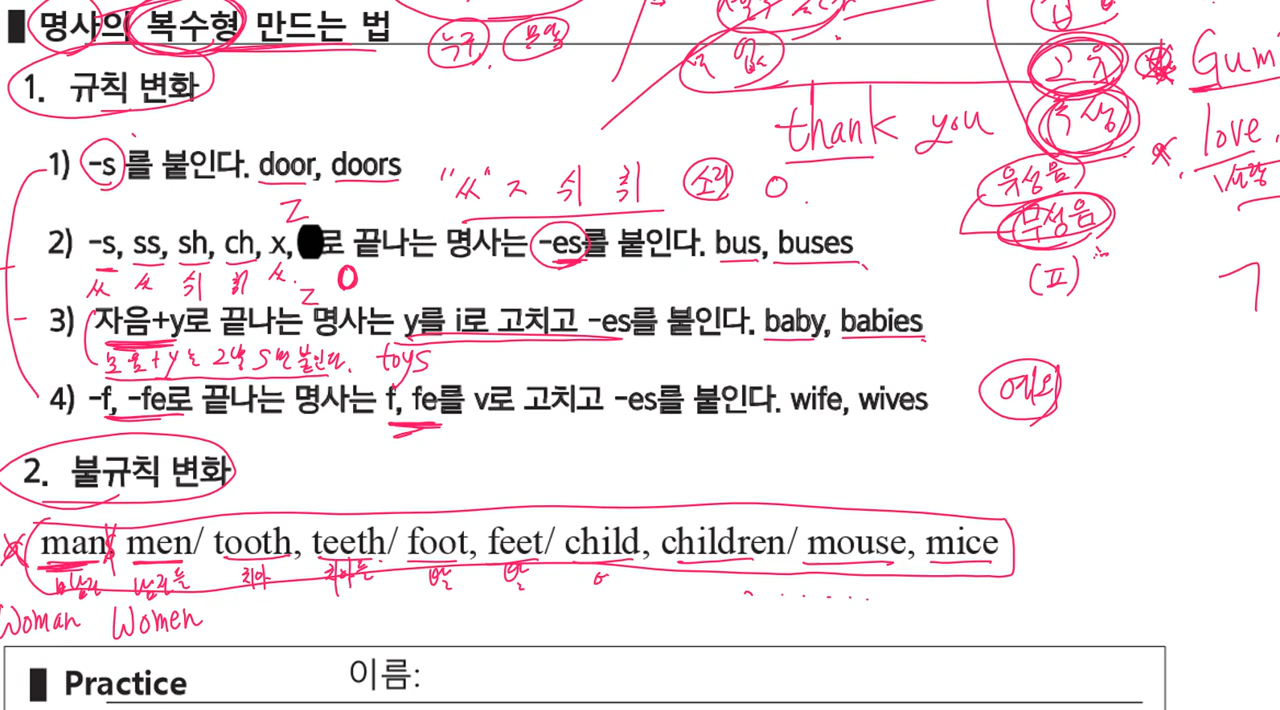 명사의 복수형 만드는 법
누구 무엇
고유
Gum
1. 규칙 변화
추상
thank you
love
사랑
1) -s를 붙인다. door, doors
"ㅆ" ㅈ 쉬 취 소리 O
유성음
무성음
z
2) -s, ss, sh, ch, x, 로 끝나는 명사는 -es를 붙인다. bus, buses
ㅆ ㅆ 쉬 취 ㅆ z O
(ㅍ)
ㄱ
3) 자음+y로 끝나는 명사는 y를 i로 고치고 -es를 붙인다. baby, babies
모음+y는 그냥 s만 붙인다. toys
4) -f, -fe로 끝나는 명사는 f, fe를 v로 고치고 -es를 붙인다. wife, wives
예외
2. 불규칙 변화
man, men/ tooth, teeth/ foot, feet/ child, children/ mouse, mice
남자들 치아 치아들 발 발
Woman Women
Practice 이름: